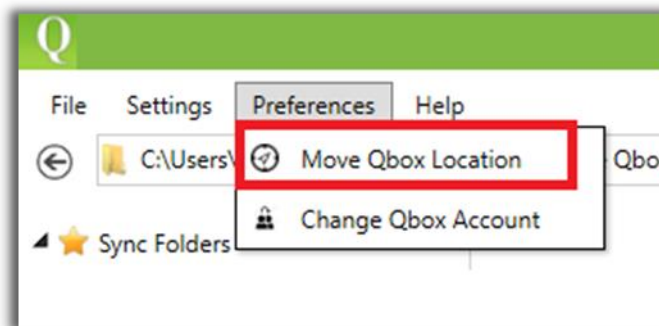 Q
File Settings Preferences Help
C:\Users\ Qbo
Move Qbox Location
Change Qbox Account
Sync Folders